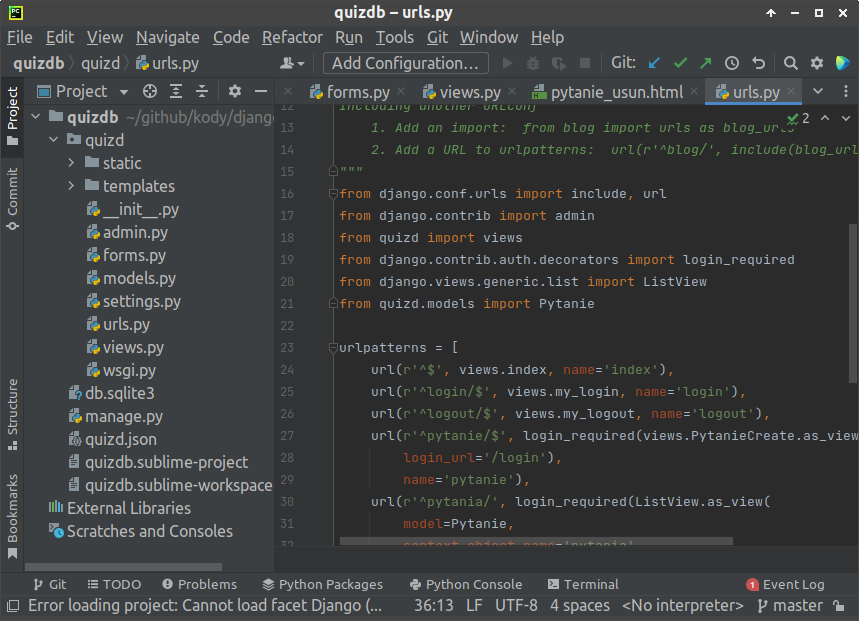 PC
quizdb – urls.py
File Edit View Navigate Code Refactor Run Tools Git Window Help
quizdb quizd urls.py Add Configuration... Git:
Project
Commit
Structure
Bookmarks
Project
quizdb ~/github/kody/django
quizd
static
templates
__init__.py
admin.py
forms.py
models.py
settings.py
urls.py
views.py
wsgi.py
db.sqlite3
manage.py
quizd.json
quizdb.sublime-project
quizdb.sublime-workspace
External Libraries
Scratches and Consoles
forms.py views.py pytanie_usun.html urls.py
2
12 Including another URLconf
13 1. Add an import:  from blog import urls as blog_urls
14 2. Add a URL to urlpatterns:  url(r'^blog/', include(blog_url
15 """
16 from django.conf.urls import include, url
17 from django.contrib import admin
18 from quizd import views
19 from django.contrib.auth.decorators import login_required
20 from django.views.generic.list import ListView
21 from quizd.models import Pytanie
22
23 urlpatterns = [
24 url(r'^$', views.index, name='index'),
25 url(r'^login/$', views.my_login, name='login'),
26 url(r'^logout/$', views.my_logout, name='logout'),
27 url(r'^pytanie/$', login_required(views.PytanieCreate.as_view
28 login_url='/login'),
29 name='pytanie'),
30 url(r'^pytania/', login_required(ListView.as_view(
31 model=Pytanie,
32 context_object_name='pytania'
Git TODO Problems Python Packages Python Console Terminal 1 Event Log
Error loading project: Cannot load facet Django (... 36:13 LF UTF-8 4 spaces <No interpreter> master